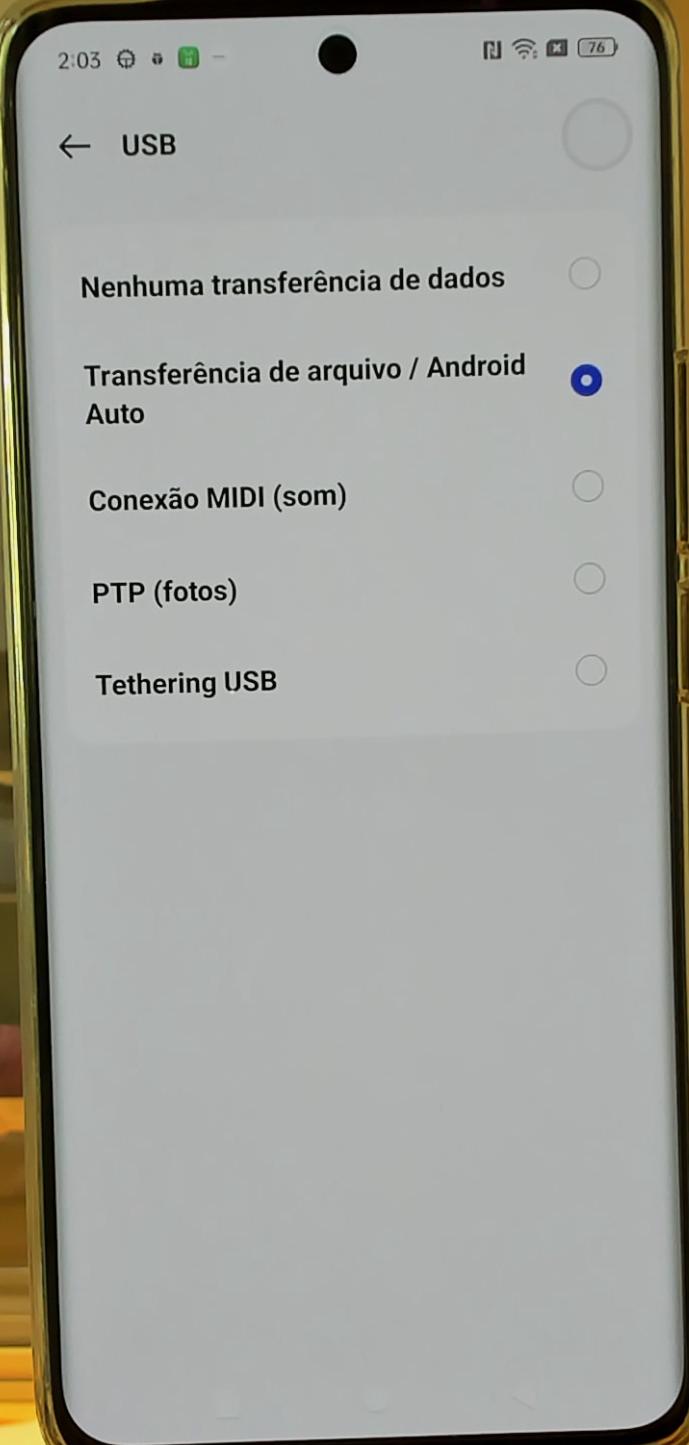 2:03
76
USB
Nenhuma transferência de dados
Transferência de arquivo / Android
Auto
Conexão MIDI (som)
PTP (fotos)
Tethering USB